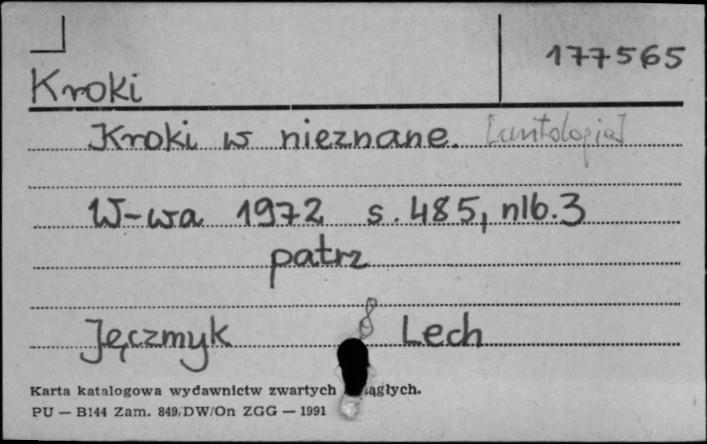 177565
Kroki
Kroki w nieznane. [antologia]
W-wa 1972 s. 485, nlb. 3
patrz
8
Jęczmyk Lech
Karta katalogowa wydawnictw zwartych
PU — B144 Zam. 849/DW/On ZGG — 1991